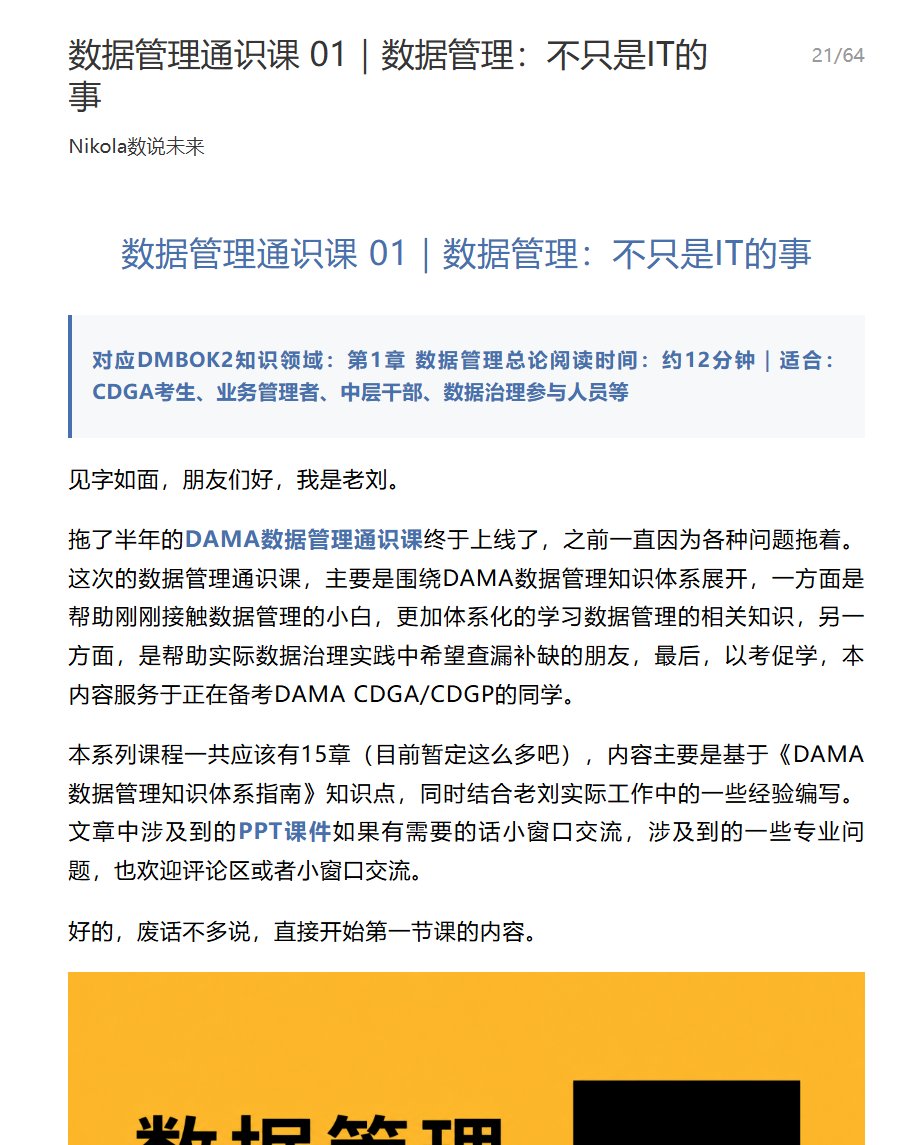 数据管理通识课 01｜数据管理：不只是IT的
事
21/64
Nikola数说未来
数据管理通识课 01｜数据管理：不只是IT的事
对应DMBOK2知识领域：第1章 数据管理总论阅读时间：约12分钟｜适合：
CDGA考生、业务管理者、中层干部、数据治理参与人员等
见字如面，朋友们好，我是老刘。
拖了半年的DAMA数据管理通识课终于上线了，之前一直因为各种问题拖着。
这次的数据管理通识课，主要是围绕DAMA数据管理知识体系展开，一方面是
帮助刚刚接触数据管理的小白，更加体系化的学习数据管理的相关知识，另一
方面，是帮助实际数据治理实践中希望查漏补缺的朋友，最后，以考促学，本
内容服务于正在备考DAMA CDGA/CDGP的同学。
本系列课程一共应该有15章（目前暂定这么多吧），内容主要是基于《DAMA
数据管理知识体系指南》知识点，同时结合老刘实际工作中的一些经验编写。
文章中涉及到的PPT课件如果有需要的话小窗口交流，涉及到的一些专业问
题，也欢迎评论区或者小窗口交流。
好的，废话不多说，直接开始第一节课的内容。
数据管理